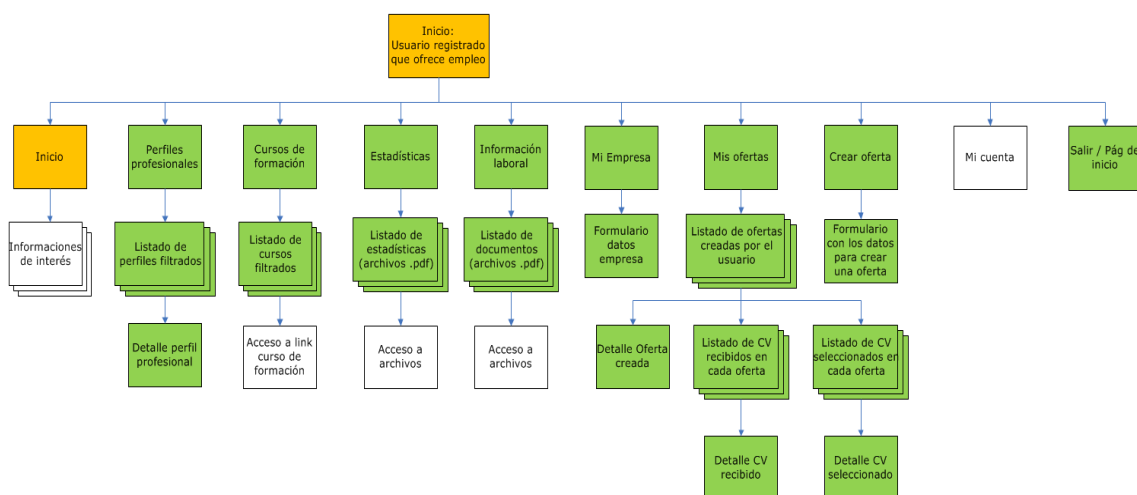 Inicio:
Usuario registrado
que ofrece empleo
Inicio
Perfiles
profesionales
Cursos de
formación
Estadísticas
Información
laboral
Mi Empresa
Mis ofertas
Crear oferta
Mi cuenta
Salir / Pág de
inicio
Informaciones
de interés
Listado de
perfiles filtrados
Listado de
cursos
filtrados
Listado de
estadísticas
(archivos .pdf)
Listado de
documentos
(archivos .pdf)
Formulario
datos
empresa
Listado de ofertas
creadas por el
usuario
Formulario
con los datos
para crear
una oferta
Detalle perfil
profesional
Acceso a link
curso de
formación
Acceso a
archivos
Acceso a
archivos
Detalle Oferta
creada
Listado de CV
recibidos en
cada oferta
Listado de CV
seleccionados en
cada oferta
Detalle CV
recibido
Detalle CV
seleccionado